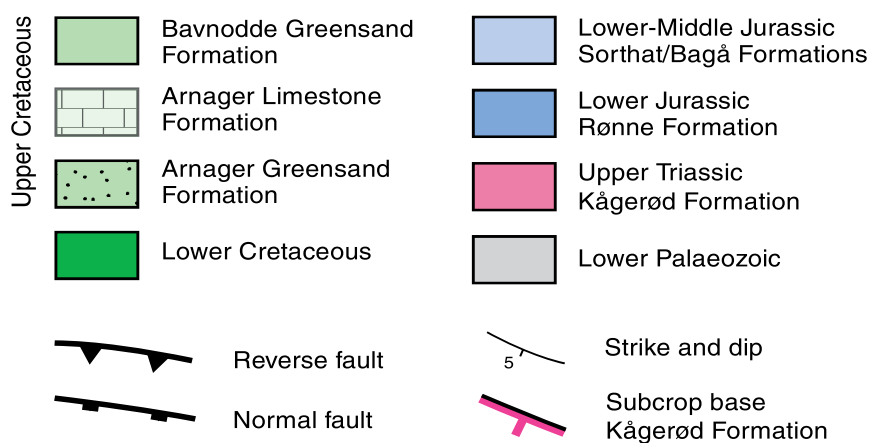 Upper Cretaceous
Bavnodde Greensand
Formation
Arnager Limestone
Formation
Arnager Greensand
Formation
Lower Cretaceous
Reverse fault
Normal fault
Lower-Middle Jurassic
Sorthat/Bagå Formations
Lower Jurassic
Rønne Formation
Upper Triassic
Kågerød Formation
Lower Palaeozoic
5
Strike and dip
Subcrop base
Kågerød Formation